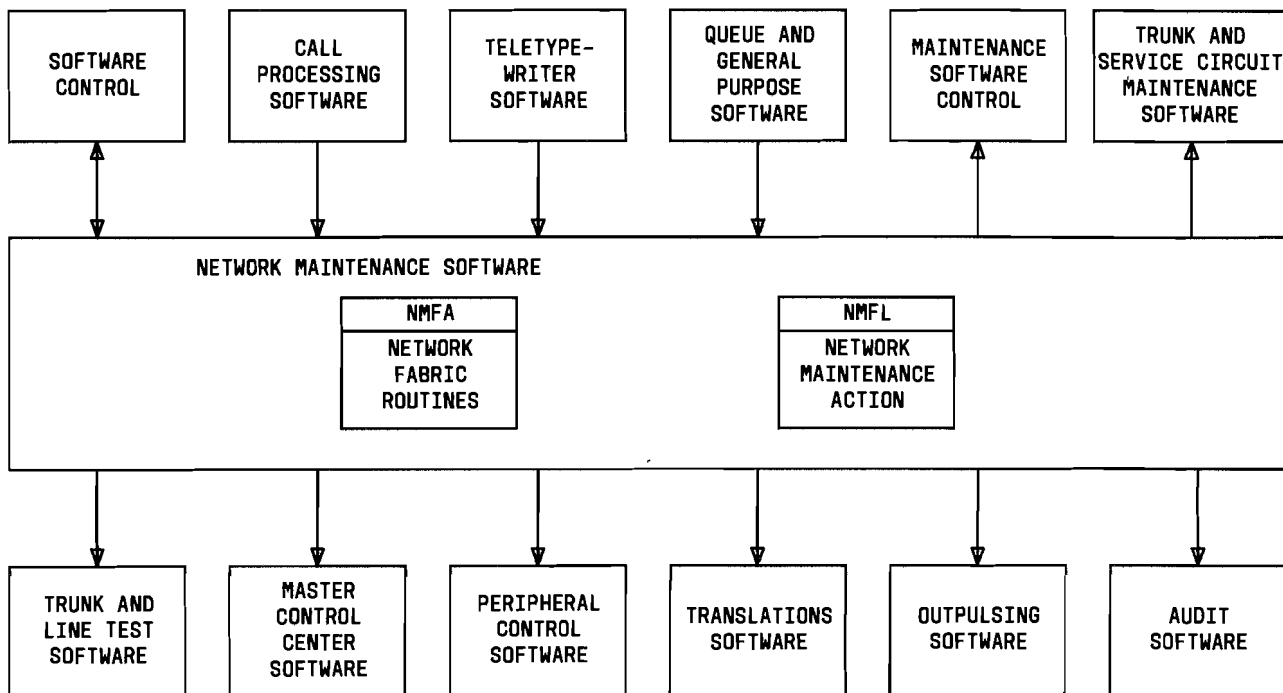 SOFTWARE
CONTROL
CALL
PROCESSING
SOFTWARE
TELETYPE-
WRITER
SOFTWARE
QUEUE AND
GENERAL
PURPOSE
SOFTWARE
MAINTENANCE
SOFTWARE
CONTROL
TRUNK AND
SERVICE CIRCUIT
MAINTENANCE
SOFTWARE
NETWORK MAINTENANCE SOFTWARE
NMFA
NETWORK
FABRIC
ROUTINES
NMFL
NETWORK
MAINTENANCE
ACTION
TRUNK AND
LINE TEST
SOFTWARE
MASTER
CONTROL
CENTER
SOFTWARE
PERIPHERAL
CONTROL
SOFTWARE
TRANSLATIONS
SOFTWARE
OUTPULSING
SOFTWARE
AUDIT
SOFTWARE